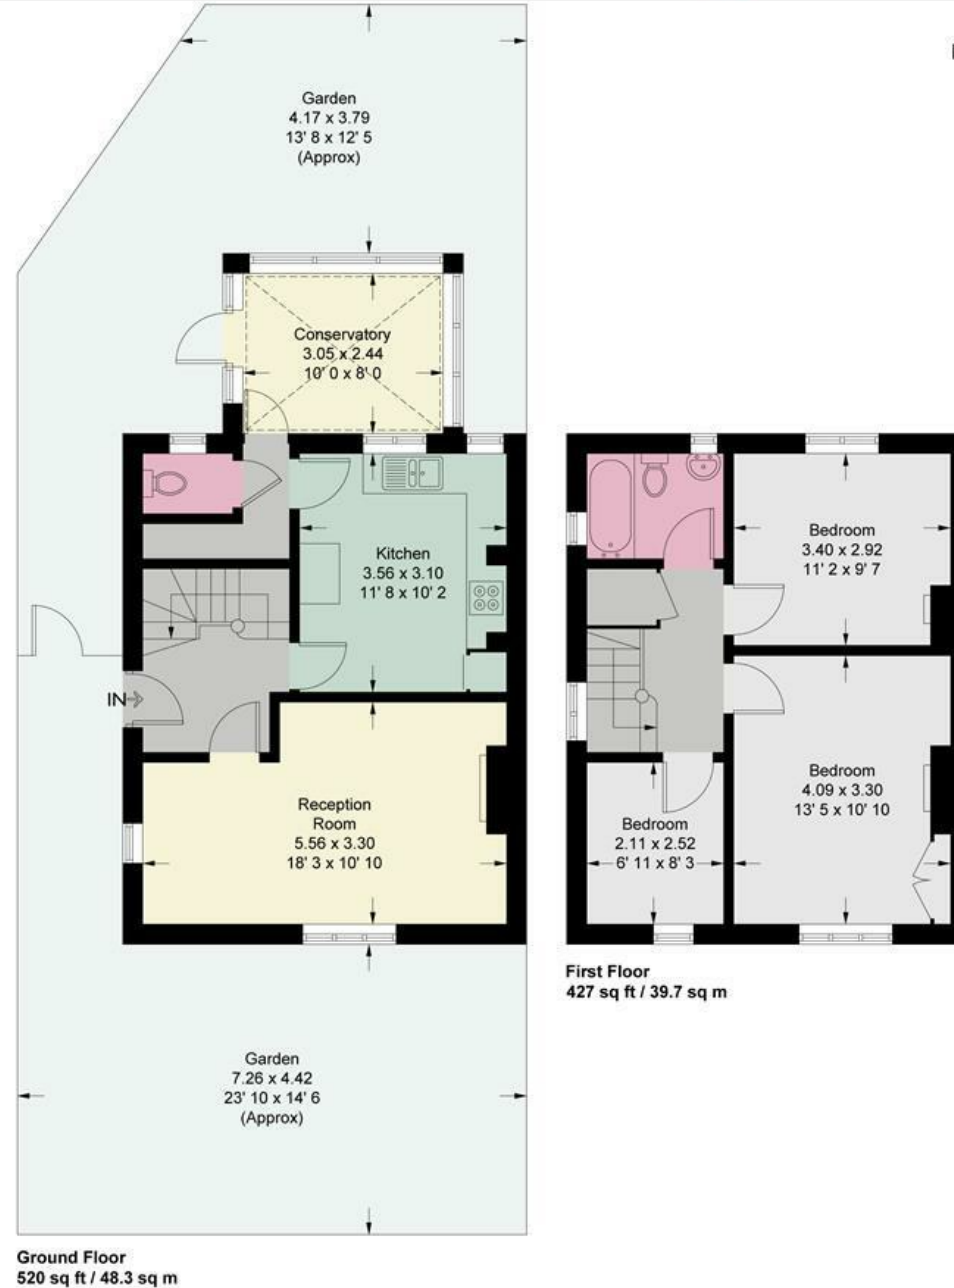 Garden
4.17 x 3.79
13' 8 x 12' 5
(Approx)
Conservatory
3.05 x 2.44
10' 0 x 8' 0
Kitchen
3.56 x 3.10
11' 8 x 10' 2
IN
Reception
Room
5.56 x 3.30
18' 3 x 10' 10
Garden
7.26 x 4.42
23' 10 x 14' 6
(Approx)
Ground Floor
520 sq ft / 48.3 sq m
Bedroom
3.40 x 2.92
11' 2 x 9' 7
Bedroom
4.09 x 3.30
13' 5 x 10' 10
Bedroom
2.11 x 2.52
6' 11 x 8' 3
First Floor
427 sq ft / 39.7 sq m